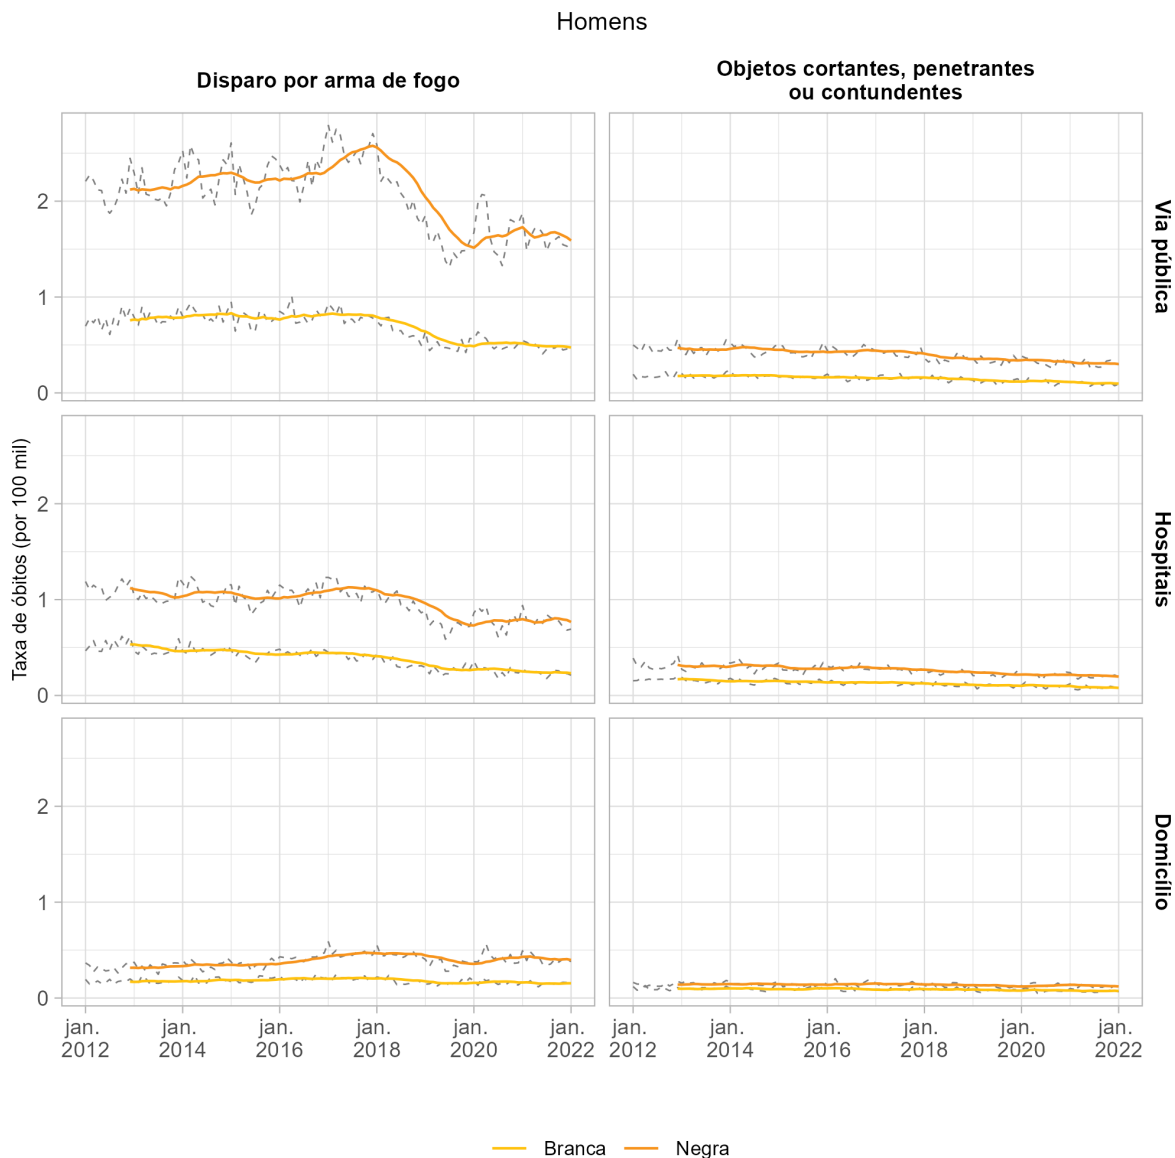 Homens
Disparo por arma de fogo
Objetos cortantes, penetrantes
ou contundentes
Taxa de óbitos (por 100 mil)
2
1
0
Via pública
2
1
0
Hospitais
2
1
0
Domicílio
jan. jan. jan. jan. jan. jan. jan. jan. jan. jan. jan. jan.
2012 2014 2016 2018 2020 2022 2012 2014 2016 2018 2020 2022
Branca Negra